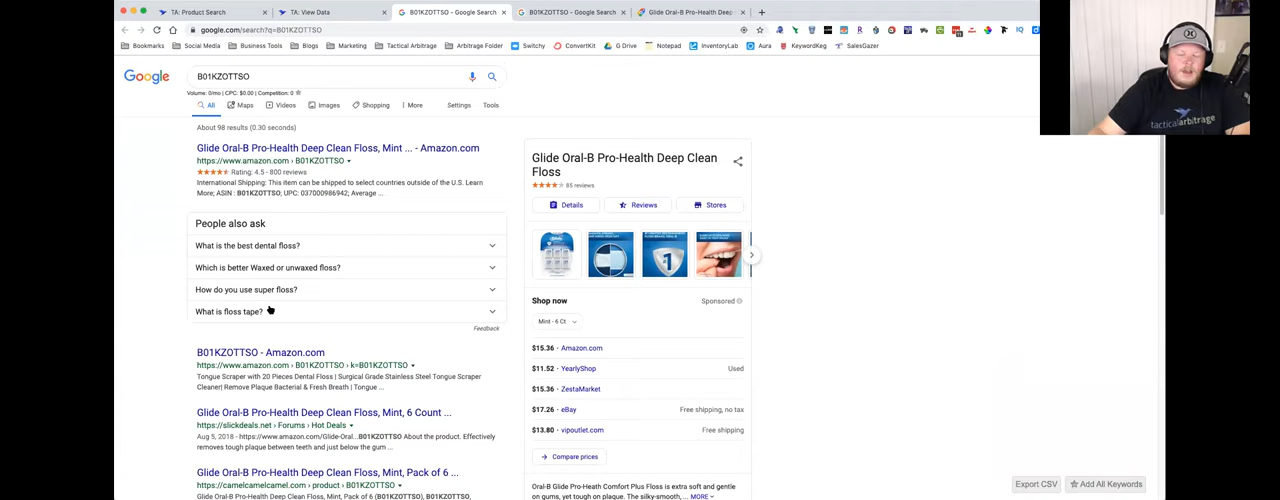 TA: Product Search
TA: View Data
B01KZOTTSO - Google Search
B01KZOTTSO - Google Search
Glide Oral-B Pro-Health Deep
google.com/search?q=B01KZOTTSO
Bookmarks
Social Media
Business Tools
Blogs
Marketing
Tactical Arbitrage
Arbitrage Folder
Switchy
ConvertKit
G Drive
Notepad
InventoryLab
Aura
KeywordKeg
SalesGazer
Google
B01KZOTTSO
Volume: 0/mo | CPC: $0.00 | Competition: 0
All
Maps
Videos
Images
Shopping
More
Settings
Tools
About 98 results (0.30 seconds)
Glide Oral-B Pro-Health Deep Clean Floss, Mint ... - Amazon.com
https://www.amazon.com › B01KZOTTSO
Rating: 4.5 - 800 reviews
International Shipping: This item can be shipped to select countries outside of the U.S. Learn
More; ASIN : B01KZOTTSO; UPC: 037000986942; Average ...
People also ask
What is the best dental floss?
Which is better Waxed or unwaxed floss?
How do you use super floss?
What is floss tape?
Feedback
B01KZOTTSO - Amazon.com
https://www.amazon.com › B01KZOTTSO › k=B01KZOTTSO
Tongue Scraper with 20 Pieces Dental Floss | Surgical Grade Stainless Steel Tongue Scraper
Cleaner| Remove Plaque Bacterial & Fresh Breath | Tongue ...
Glide Oral-B Pro-Health Deep Clean Floss, Mint, 6 Count ...
https://slickdeals.net › Forums › Hot Deals
Aug 5, 2018 - https://www.amazon.com/Glide-Oral...B01KZOTTSO About the product. Effectively
removes tough plaque between teeth and just below the gum ...
Glide Oral-B Pro-Health Deep Clean Floss, Mint, Pack of 6 ...
https://camelcamelcamel.com › product › B01KZOTTSO
Glide Oral-B Pro-Health Deep Clean Floss, Mint, Pack of 6 (B01KZOTTSO), B01KZOTTSO,
Glide Oral-B Pro-Health Deep Clean
Floss
85 reviews
Details
Reviews
Stores
Shop now
Sponsored
Mint - 6 Ct
$15.36 · Amazon.com
$11.52 · YearlyShop
Used
$15.36 · ZestaMarket
$17.26 · eBay
Free shipping, no tax
$13.80 · vipoutlet.com
Free shipping
Compare prices
Oral-B Glide Pro-Heath Comfort Plus Floss is extra soft and gentle
on gums, yet tough on plaque. The silky-smooth, ... MORE
tacticalarbitrage
Export CSV
Add All Keywords